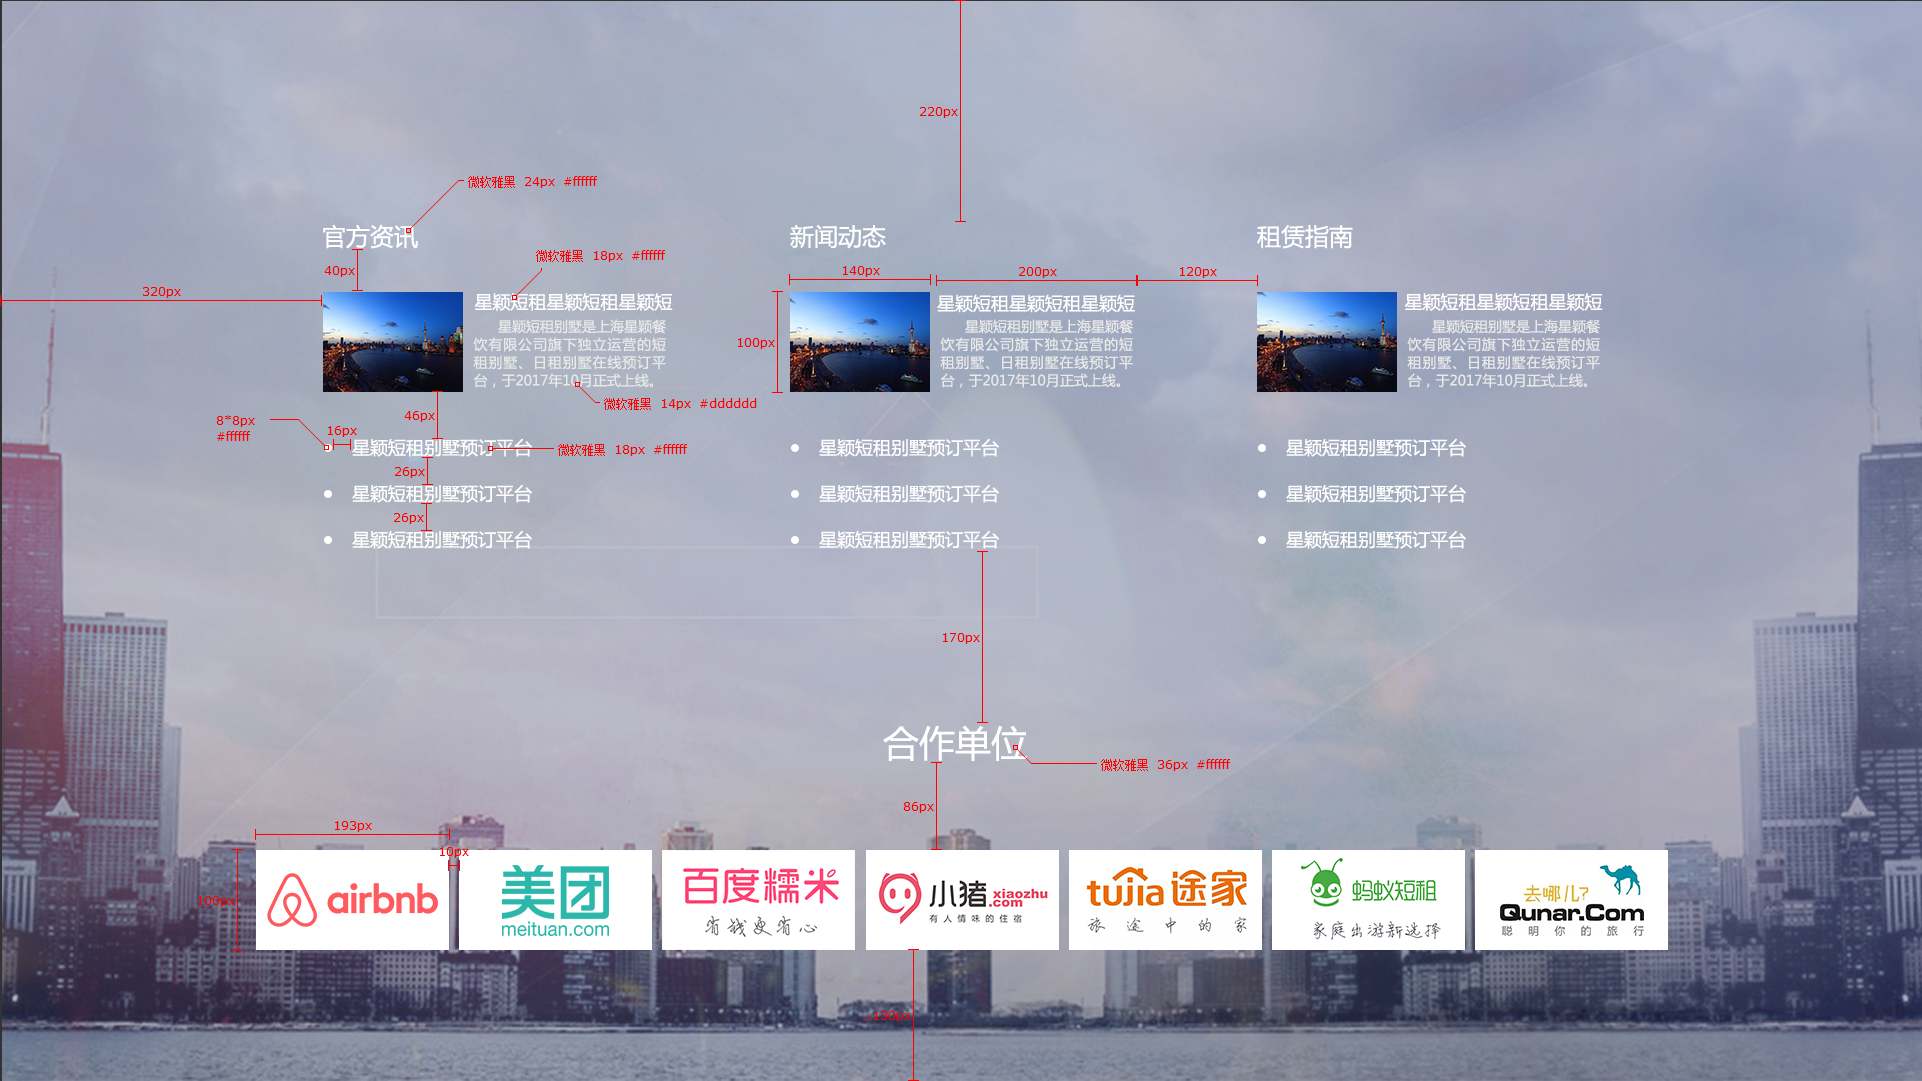 220px
微软雅黑 24px #ffffff
官方资讯
新闻动态
租赁指南
微软雅黑 18px #ffffff
40px
140px
200px
120px
320px
星颖短租星颖短租星颖短
星颖短租别墅是上海星颖餐
饮有限公司旗下独立运营的短
租别墅、日租别墅在线预订平
台，于2017年10月正式上线。
星颖短租星颖短租星颖短
星颖短租别墅是上海星颖餐
饮有限公司旗下独立运营的短
租别墅、日租别墅在线预订平
台，于2017年10月正式上线。
星颖短租星颖短租星颖短
星颖短租别墅是上海星颖餐
饮有限公司旗下独立运营的短
租别墅、日租别墅在线预订平
台，于2017年10月正式上线。
100px
微软雅黑 14px #dddddd
46px
8*8px
#ffffff
16px
星颖短租别墅预订平台
微软雅黑 18px #ffffff
星颖短租别墅预订平台
星颖短租别墅预订平台
26px
星颖短租别墅预订平台
星颖短租别墅预订平台
星颖短租别墅预订平台
26px
星颖短租别墅预订平台
星颖短租别墅预订平台
星颖短租别墅预订平台
170px
合作单位
微软雅黑 36px #ffffff
86px
193px
10px
100px
airbnb
美团
meituan.com
百度糯米
省钱更省心
小猪
xiaozhu
.com
有人情味的住宿
tujia途家
旅途中的家
蚂蚁短租
家庭出游新选择
去哪儿?
Qunar.Com
聪明你的旅行